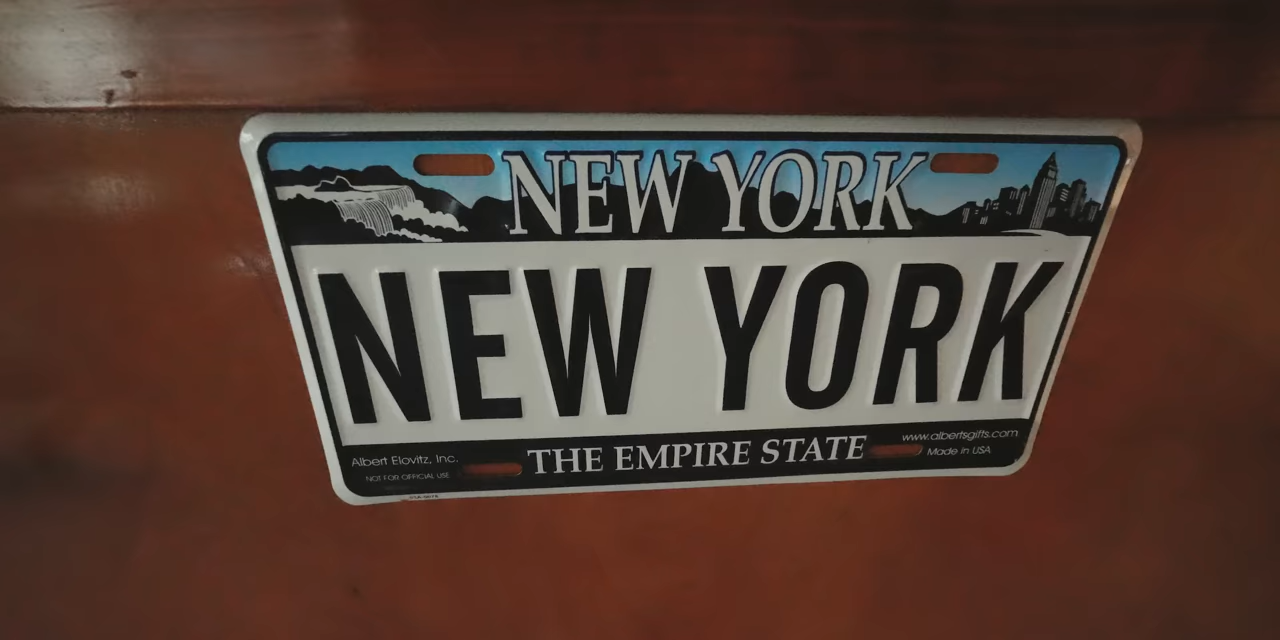 NEW YORK
NEW YORK
THE EMPIRE STATE
Albert Elovitz, Inc.
NOT FOR OFFICIAL USE
www.albertsgifts.com
Made in USA